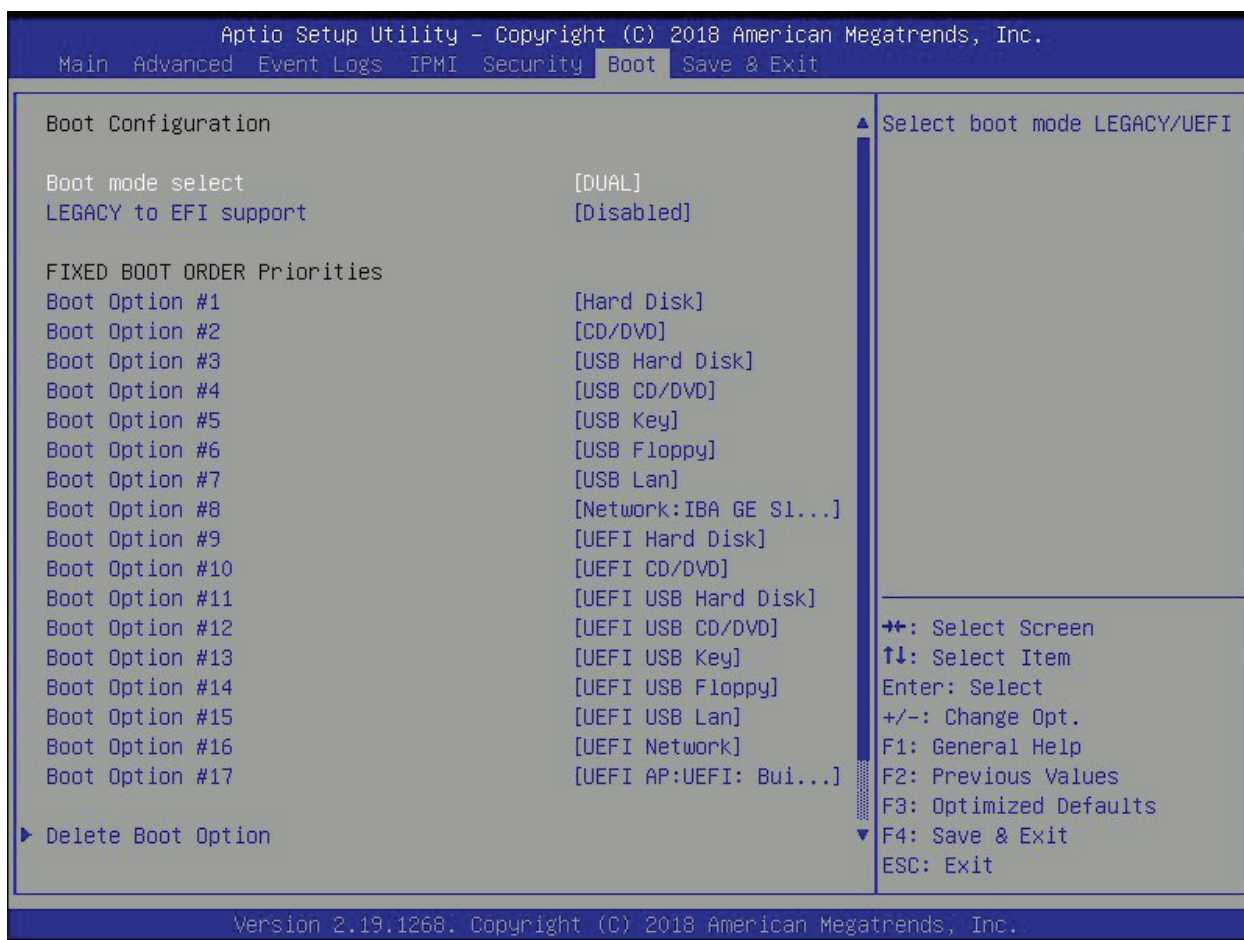 Aptio Setup Utility – Copyright (C) 2018 American Megatrends, Inc.
Main Advanced Event Logs IPMI Security Boot Save & Exit
Boot Configuration
Boot mode select [DUAL]
LEGACY to EFI support [Disabled]
FIXED BOOT ORDER Priorities
Boot Option #1 [Hard Disk]
Boot Option #2 [CD/DVD]
Boot Option #3 [USB Hard Disk]
Boot Option #4 [USB CD/DVD]
Boot Option #5 [USB Key]
Boot Option #6 [USB Floppy]
Boot Option #7 [USB Lan]
Boot Option #8 [Network:IBA GE Sl...]
Boot Option #9 [UEFI Hard Disk]
Boot Option #10 [UEFI CD/DVD]
Boot Option #11 [UEFI USB Hard Disk]
Boot Option #12 [UEFI USB CD/DVD]
Boot Option #13 [UEFI USB Key]
Boot Option #14 [UEFI USB Floppy]
Boot Option #15 [UEFI USB Lan]
Boot Option #16 [UEFI Network]
Boot Option #17 [UEFI AP:UEFI: Bui...]
Delete Boot Option
Select boot mode LEGACY/UEFI
→←: Select Screen
↑↓: Select Item
Enter: Select
+/-: Change Opt.
F1: General Help
F2: Previous Values
F3: Optimized Defaults
F4: Save & Exit
ESC: Exit
Version 2.19.1268. Copyright (C) 2018 American Megatrends, Inc.